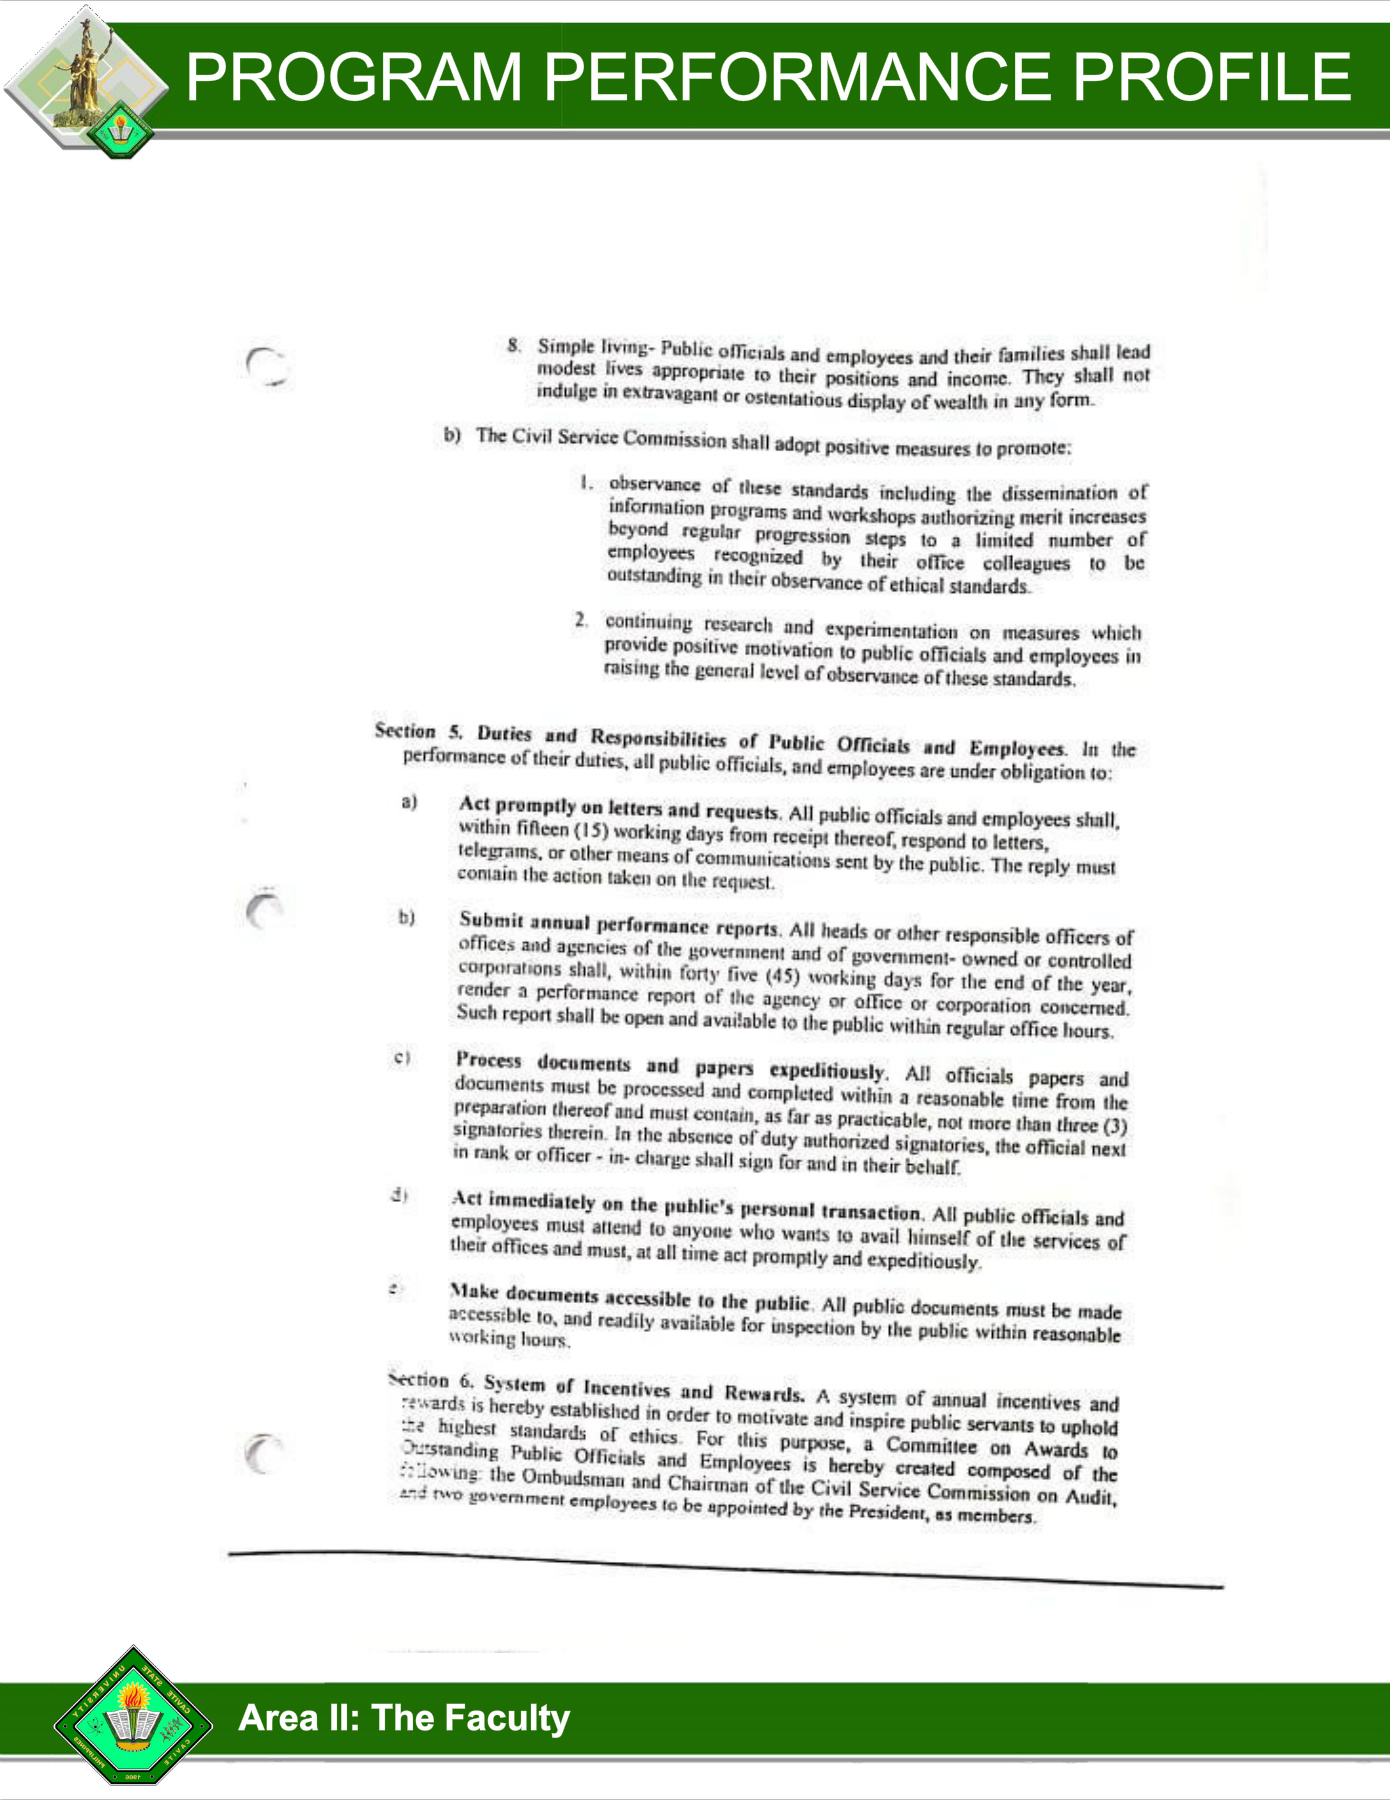 PROGRAM PERFORMANCE PROFILE
8. Simple living- Public officials and employees and their families shall lead
modest lives appropriate to their positions and income. They shall not
indulge in extravagant or ostentatious display of wealth in any form.
b) The Civil Service Commission shall adopt positive measures to promote:
1. observance of these standards including the dissemination of
information programs and workshops authorizing merit increases
beyond regular progression steps to a limited number of
employees recognized by their office colleagues to be
outstanding in their observance of ethical standards.
2. continuing research and experimentation on measures which
provide positive motivation to public officials and employees in
raising the general level of observance of these standards.
Section 5. Duties and Responsibilities of Public Officials and Employees. In the
performance of their duties, all public officials, and employees are under obligation to:
a) Act promptly on letters and requests. All public officials and employees shall,
within fifteen (15) working days from receipt thereof, respond to letters,
telegrams, or other means of communications sent by the public. The reply must
contain the action taken on the request.
b) Submit annual performance reports. All heads or other responsible officers of
offices and agencies of the government and of government- owned or controlled
corporations shall, within forty five (45) working days for the end of the year,
render a performance report of the agency or office or corporation concerned.
Such report shall be open and available to the public within regular office hours.
c) Process documents and papers expeditiously. All officials papers and
documents must be processed and completed within a reasonable time from the
preparation thereof and must contain, as far as practicable, not more than three (3)
signatories therein. In the absence of duty authorized signatories, the official next
in rank or officer - in- charge shall sign for and in their behalf.
d) Act immediately on the public's personal transaction. All public officials and
employees must attend to anyone who wants to avail himself of the services of
their offices and must, at all time act promptly and expeditiously.
e) Make documents accessible to the public. All public documents must be made
accessible to, and readily available for inspection by the public within reasonable
working hours.
Section 6. System of Incentives and Rewards. A system of annual incentives and
rewards is hereby established in order to motivate and inspire public servants to uphold
the highest standards of ethics. For this purpose, a Committee on Awards to
Outstanding Public Officials and Employees is hereby created composed of the
following: the Ombudsman and Chairman of the Civil Service Commission on Audit,
and two government employees to be appointed by the President, as members.
CAVITE STATE UNIVERSITY
CAVITE
PHILIPPINES
1906
Area II: The Faculty